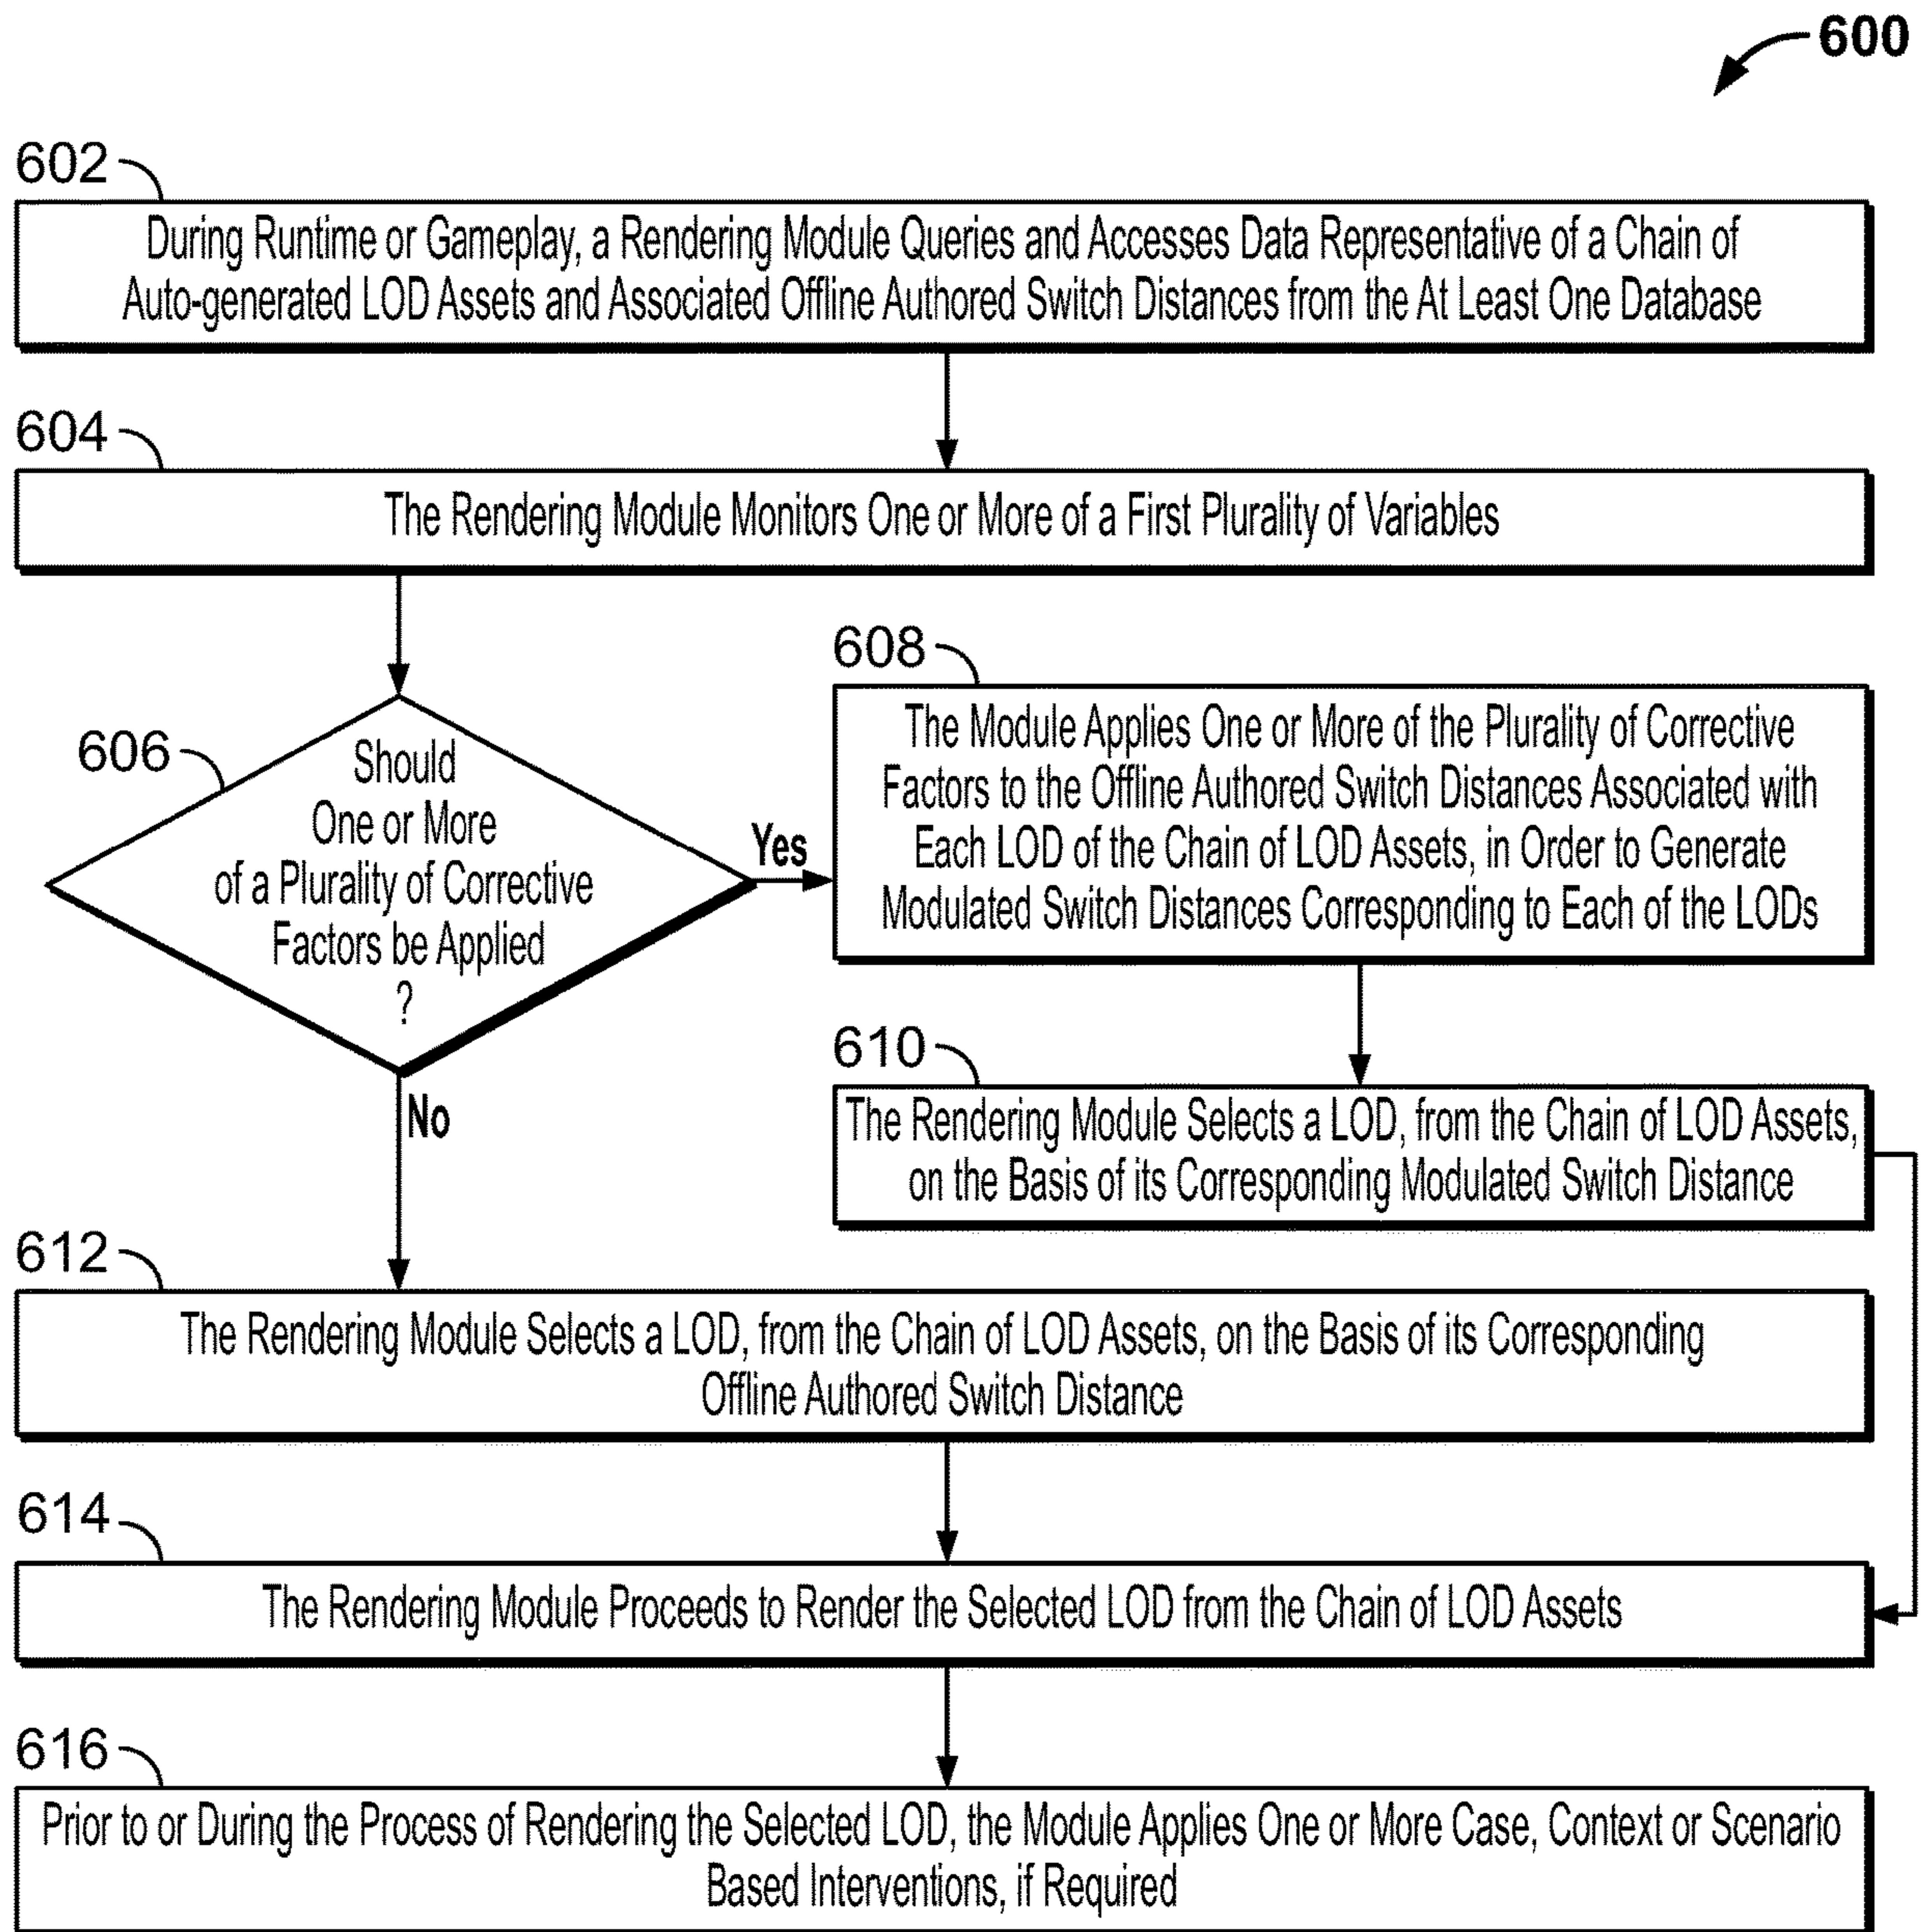 600
602
During Runtime or Gameplay, a Rendering Module Queries and Accesses Data Representative of a Chain of
Auto-generated LOD Assets and Associated Offline Authored Switch Distances from the At Least One Database
604
The Rendering Module Monitors One or More of a First Plurality of Variables
606
Should
One or More
of a Plurality of Corrective
Factors be Applied
?
Yes
608
The Module Applies One or More of the Plurality of Corrective
Factors to the Offline Authored Switch Distances Associated with
Each LOD of the Chain of LOD Assets, in Order to Generate
Modulated Switch Distances Corresponding to Each of the LODs
610
The Rendering Module Selects a LOD, from the Chain of LOD Assets,
on the Basis of its Corresponding Modulated Switch Distance
No
612
The Rendering Module Selects a LOD, from the Chain of LOD Assets, on the Basis of its Corresponding
Offline Authored Switch Distance
614
The Rendering Module Proceeds to Render the Selected LOD from the Chain of LOD Assets
616
Prior to or During the Process of Rendering the Selected LOD, the Module Applies One or More Case, Context or Scenario
Based Interventions, if Required